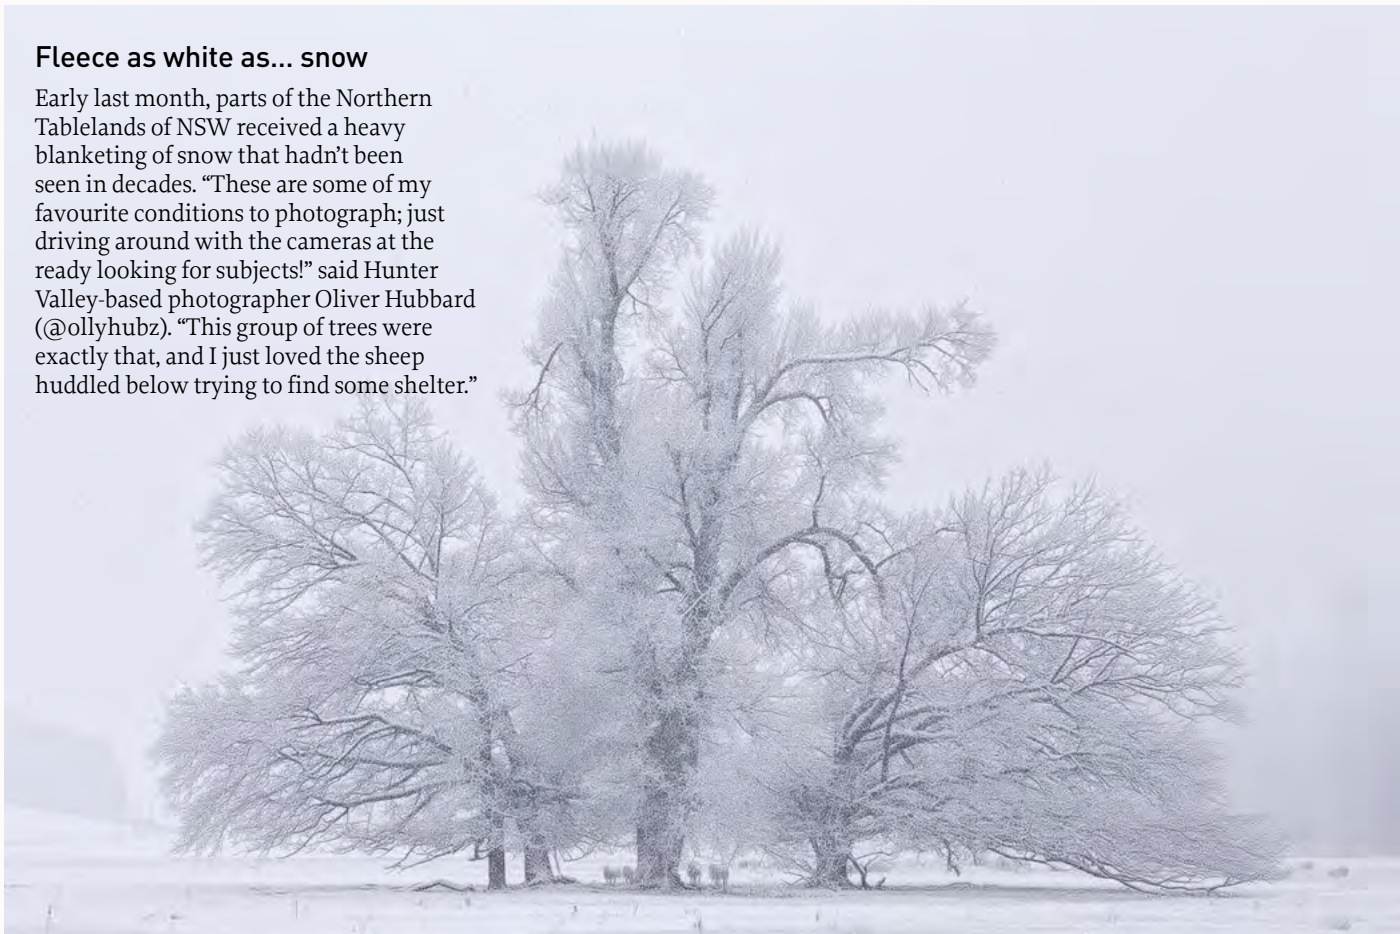 Fleece as white as... snow
Early last month, parts of the Northern
Tablelands of NSW received a heavy
blanketing of snow that hadn’t been
seen in decades. “These are some of my
favourite conditions to photograph; just
driving around with the cameras at the
ready looking for subjects!” said Hunter
Valley-based photographer Oliver Hubbard
(@ollyhubz). “This group of trees were
exactly that, and I just loved the sheep
huddled below trying to find some shelter.”